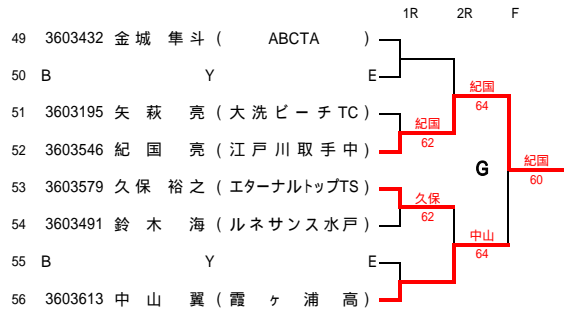 1R 2R F
49 3603432 金城 隼斗 ( ABCTA )
50 B Y E
紀国
64
51 3603195 矢萩 亮 ( 大洗ビーチTC )
紀国
62
52 3603546 紀国 亮 ( 江戸川取手中 )
G
紀国
60
53 3603579 久保 裕之 ( エターナルトップTS )
久保
62
54 3603491 鈴木 海 ( ルネサンス水戸 )
中山
64
55 B Y E
56 3603613 中山 翼 ( 霞ヶ浦高 )